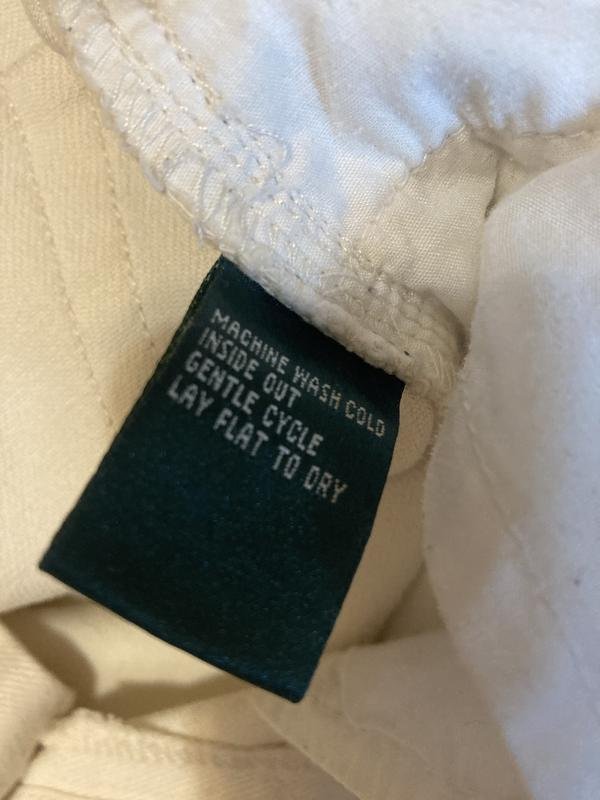 MACHINE WASH COLD
INSIDE OUT
GENTLE CYCLE
LAY FLAT TO DRY